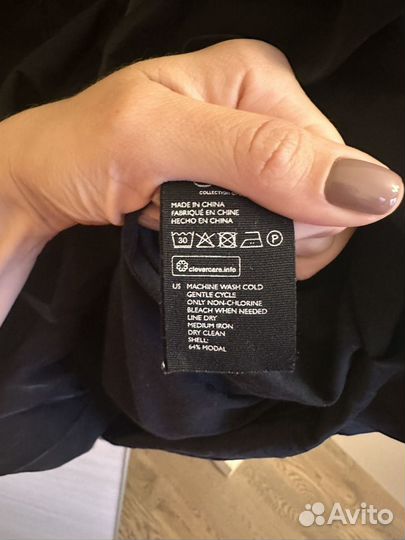 COLLECTION O
MADE IN CHINA
FABRIQUÉ EN CHINE
HECHO EN CHINA
30 P
clevercare.info
US MACHINE WASH COLD
GENTLE CYCLE
ONLY NON-CHLORINE
BLEACH WHEN NEEDED
LINE DRY
MEDIUM IRON
DRY CLEAN
SHELL:
64% MODAL
Avito